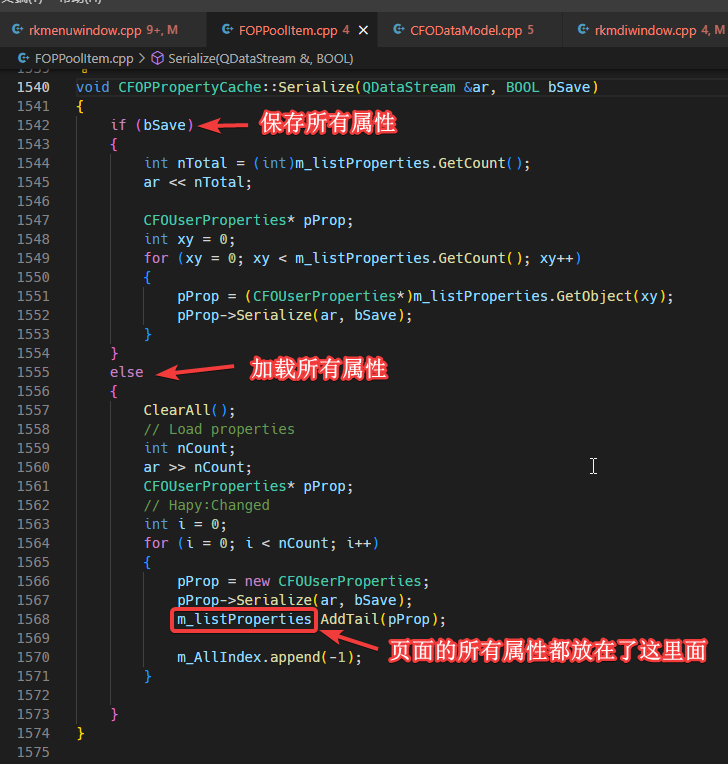 rkmenuwindow.cpp 9+, M
FOPPoolItem.cpp 4
CFODataModel.cpp 5
rkmdiwindow.cpp 4, M
FOPPoolItem.cpp > Serialize(QDataStream &, BOOL)
1540 void CFOPPropertyCache::Serialize(QDataStream &ar, BOOL bSave)
1541 {
1542 if (bSave) 保存所有属性
1543 {
1544 int nTotal = (int)m_listProperties.GetCount();
1545 ar << nTotal;
1546
1547 CFOUserProperties* pProp;
1548 int xy = 0;
1549 for (xy = 0; xy < m_listProperties.GetCount(); xy++)
1550 {
1551 pProp = (CFOUserProperties*)m_listProperties.GetObject(xy);
1552 pProp->Serialize(ar, bSave);
1553 }
1554 }
1555 else 加载所有属性
1556 {
1557 ClearAll();
1558 // Load properties
1559 int nCount;
1560 ar >> nCount;
1561 CFOUserProperties* pProp;
1562 // Hapy:Changed
1563 int i = 0;
1564 for (i = 0; i < nCount; i++)
1565 {
1566 pProp = new CFOUserProperties;
1567 pProp->Serialize(ar, bSave);
1568 m_listProperties.AddTail(pProp);
1569
页面的所有属性都放在了这里面
1570 m_AllIndex.append(-1);
1571 }
1572
1573 }
1574 }
1575